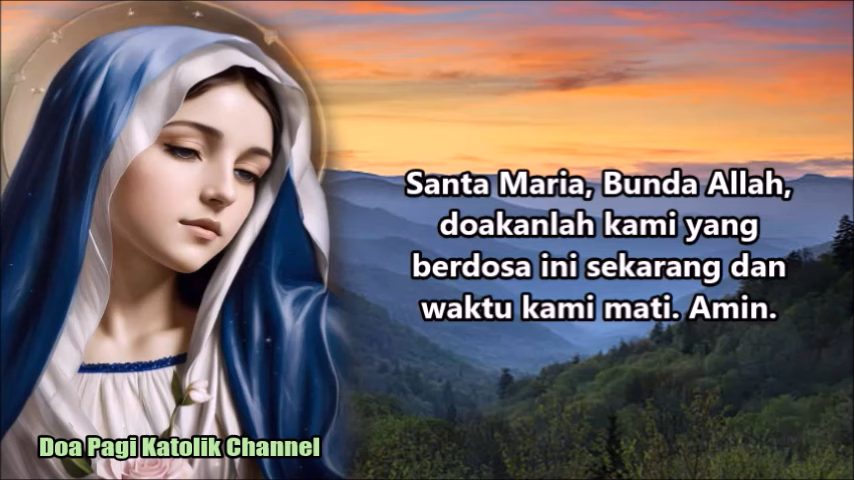 Santa Maria, Bunda Allah,
doakanlah kami yang
berdosa ini sekarang dan
waktu kami mati. Amin.
Doa Pagi Katolik Channel